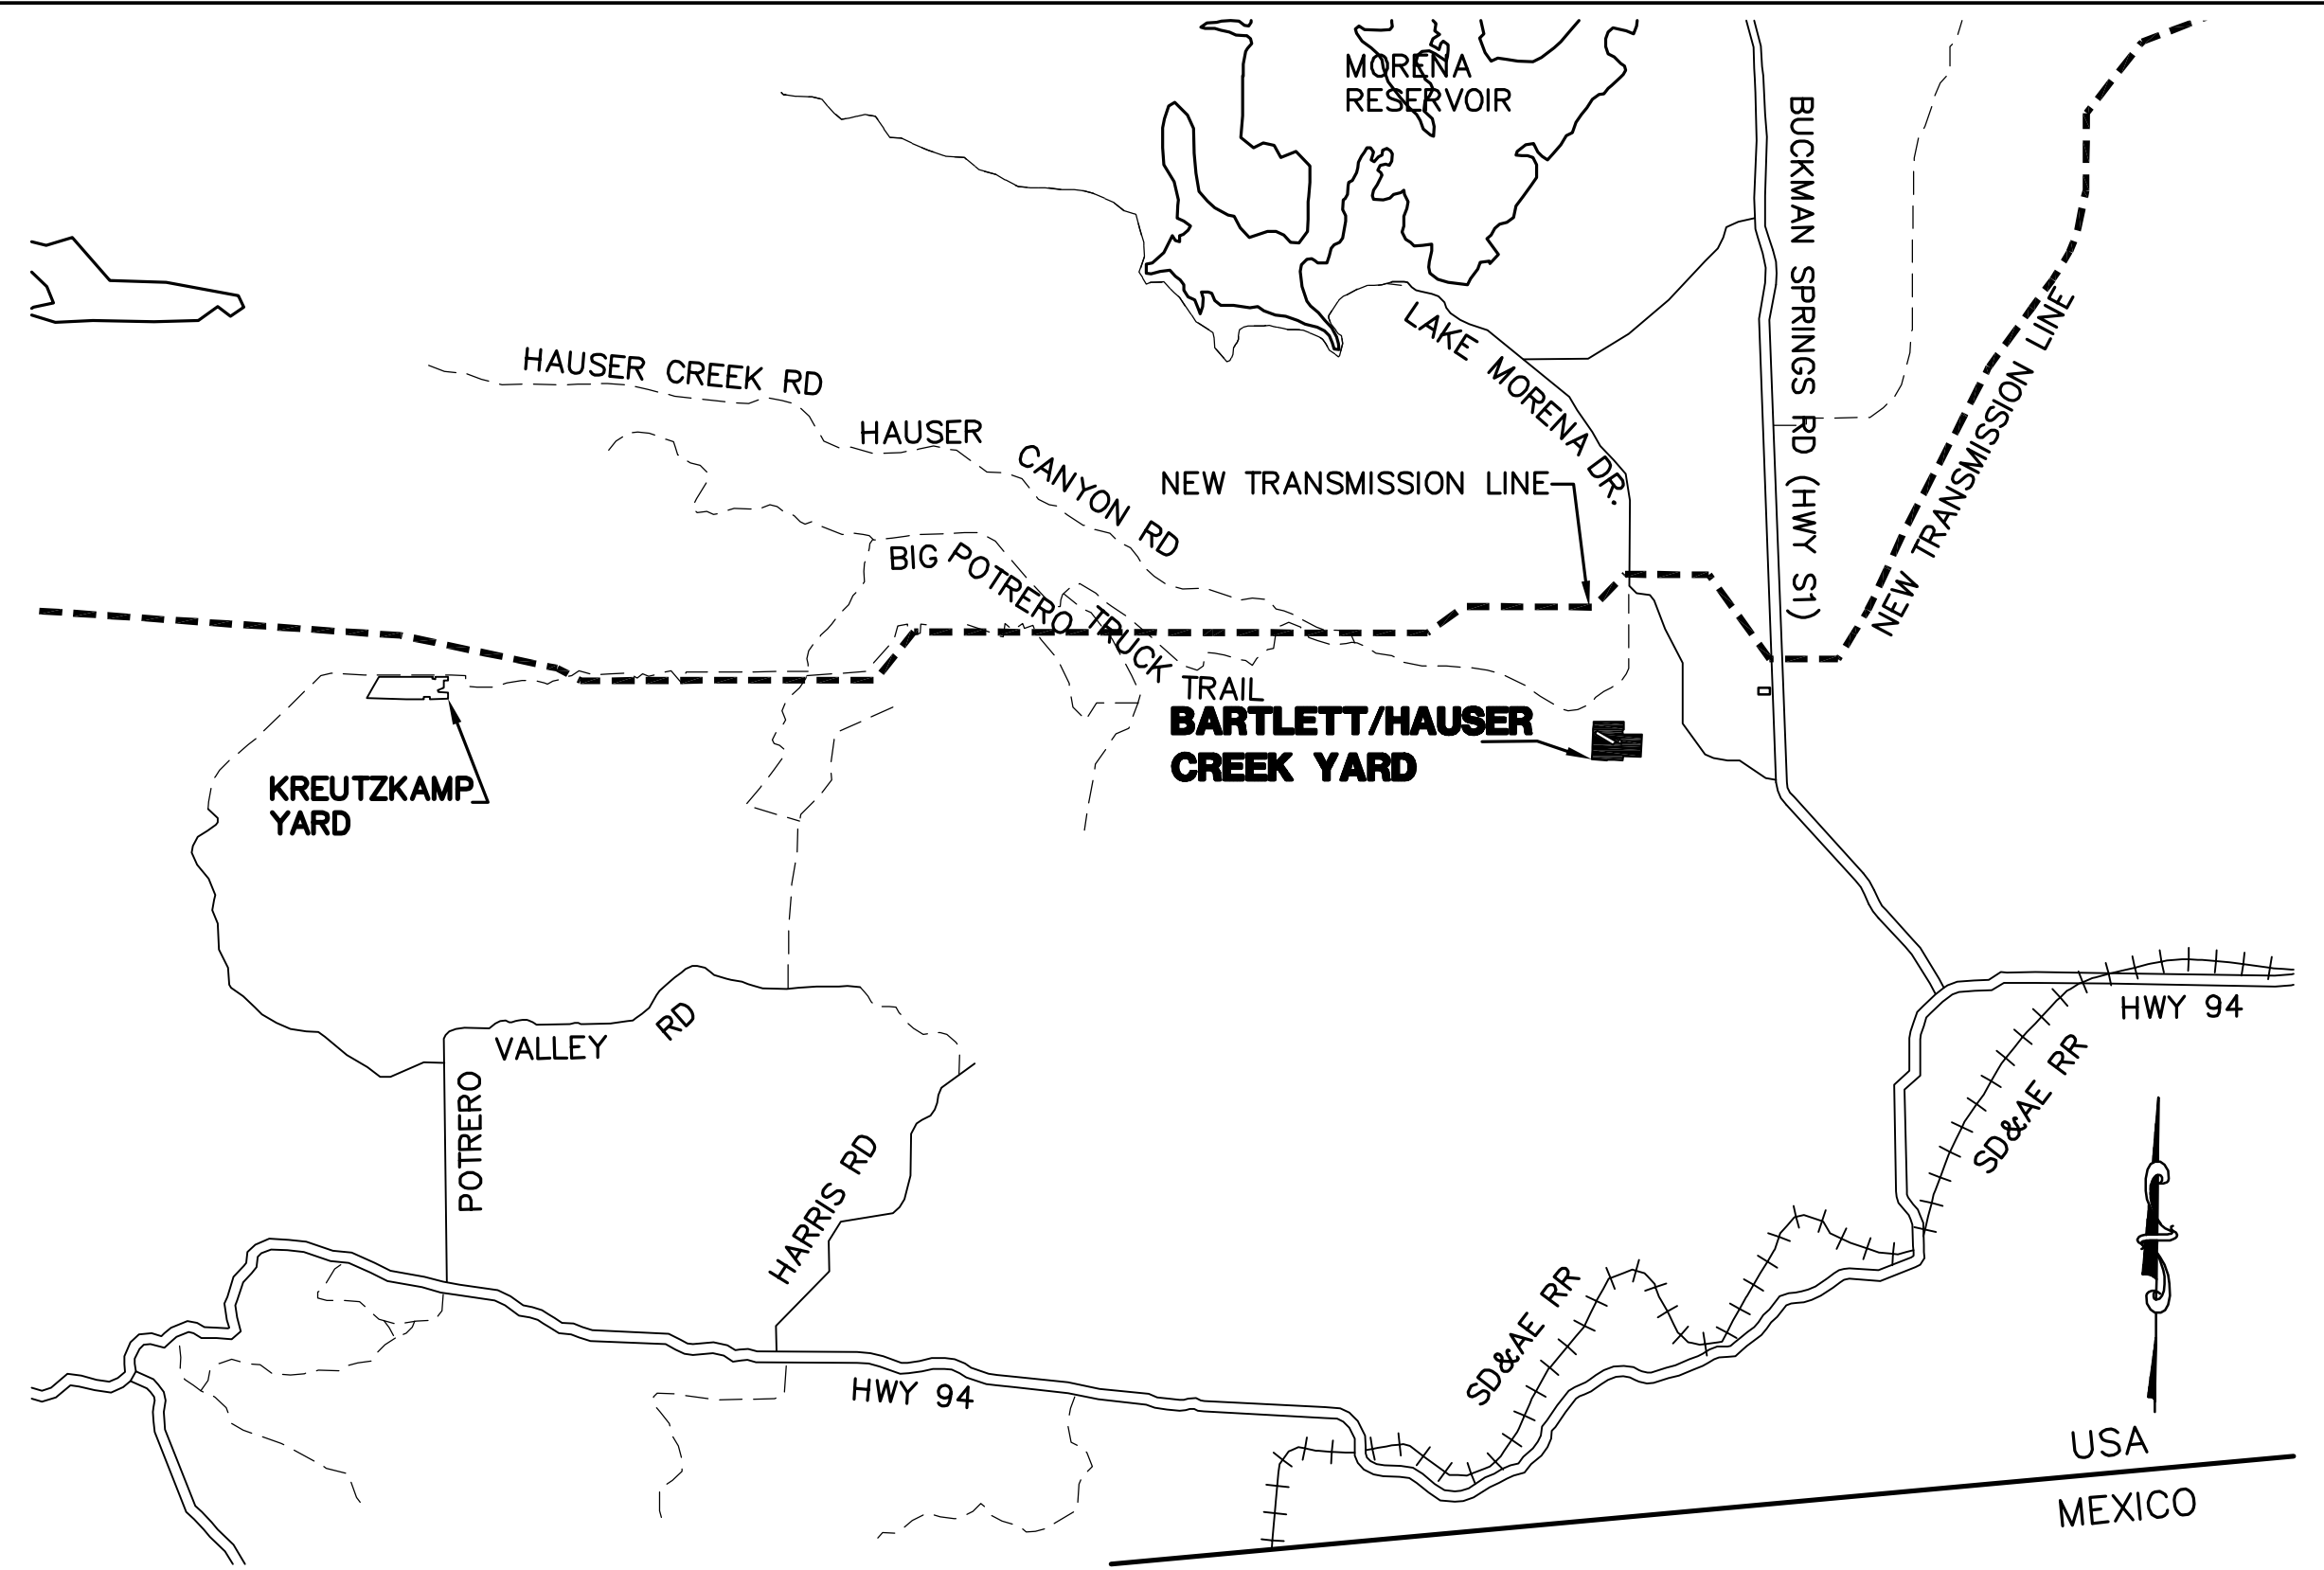 MORENA
RESERVOIR
BUCKMAN SPRINGS RD (HWY S1)
NEW TRANSMISSION LINE
LAKE MORENA DR.
HAUSER CREEK RD
HAUSER CANYON RD
NEW TRANSMISSION LINE
BIG POTRERO TRUCK TRAIL
BARTLETT/HAUSER
CREEK YARD
KREUTZKAMP
YARD
HWY 94
VALLEY RD
POTRERO
SD&AE RR
HARRIS RD
SD&AE RR
HWY 94
USA
MEXICO